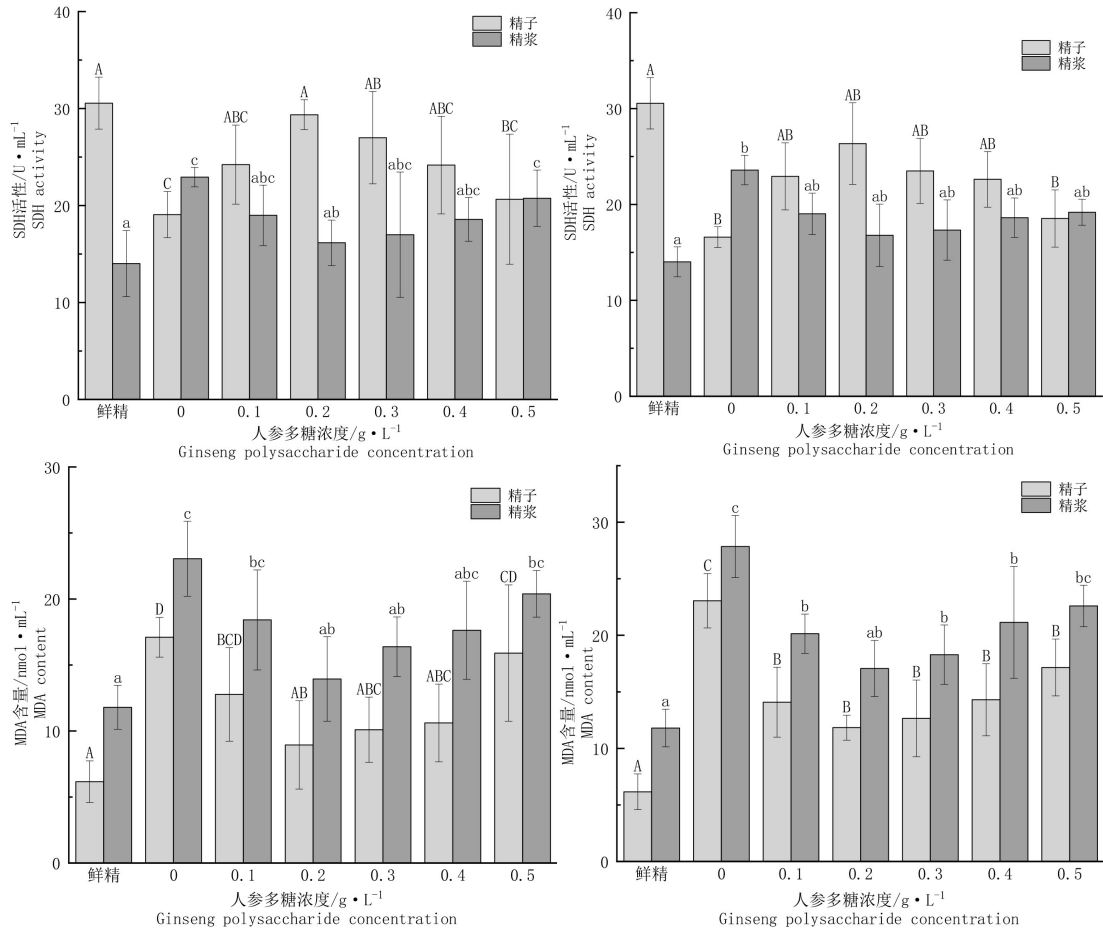 40
30
20
10
0
SDH活性/U·mL⁻¹
SDH activity
精子
精浆
A
a
C
c
ABC
abc
A
ab
AB
abc
ABC
abc
BC
c
鲜精
0
0.1
0.2
0.3
0.4
0.5
人参多糖浓度/g·L⁻¹
Ginseng polysaccharide concentration
40
30
20
10
0
SDH活性/U·mL⁻¹
SDH activity
精子
精浆
A
a
B
b
AB
ab
AB
ab
AB
ab
AB
ab
B
ab
鲜精
0
0.1
0.2
0.3
0.4
0.5
人参多糖浓度/g·L⁻¹
Ginseng polysaccharide concentration
30
20
10
0
MDA含量/nmol·mL⁻¹
MDA content
精子
精浆
A
a
D
c
BCD
bc
AB
ab
ABC
ab
ABC
abc
CD
bc
鲜精
0
0.1
0.2
0.3
0.4
0.5
人参多糖浓度/g·L⁻¹
Ginseng polysaccharide concentration
30
20
10
0
MDA含量/nmol·mL⁻¹
MDA content
精子
精浆
A
a
C
c
B
b
B
ab
B
b
B
b
B
bc
鲜精
0
0.1
0.2
0.3
0.4
0.5
人参多糖浓度/g·L⁻¹
Ginseng polysaccharide concentration